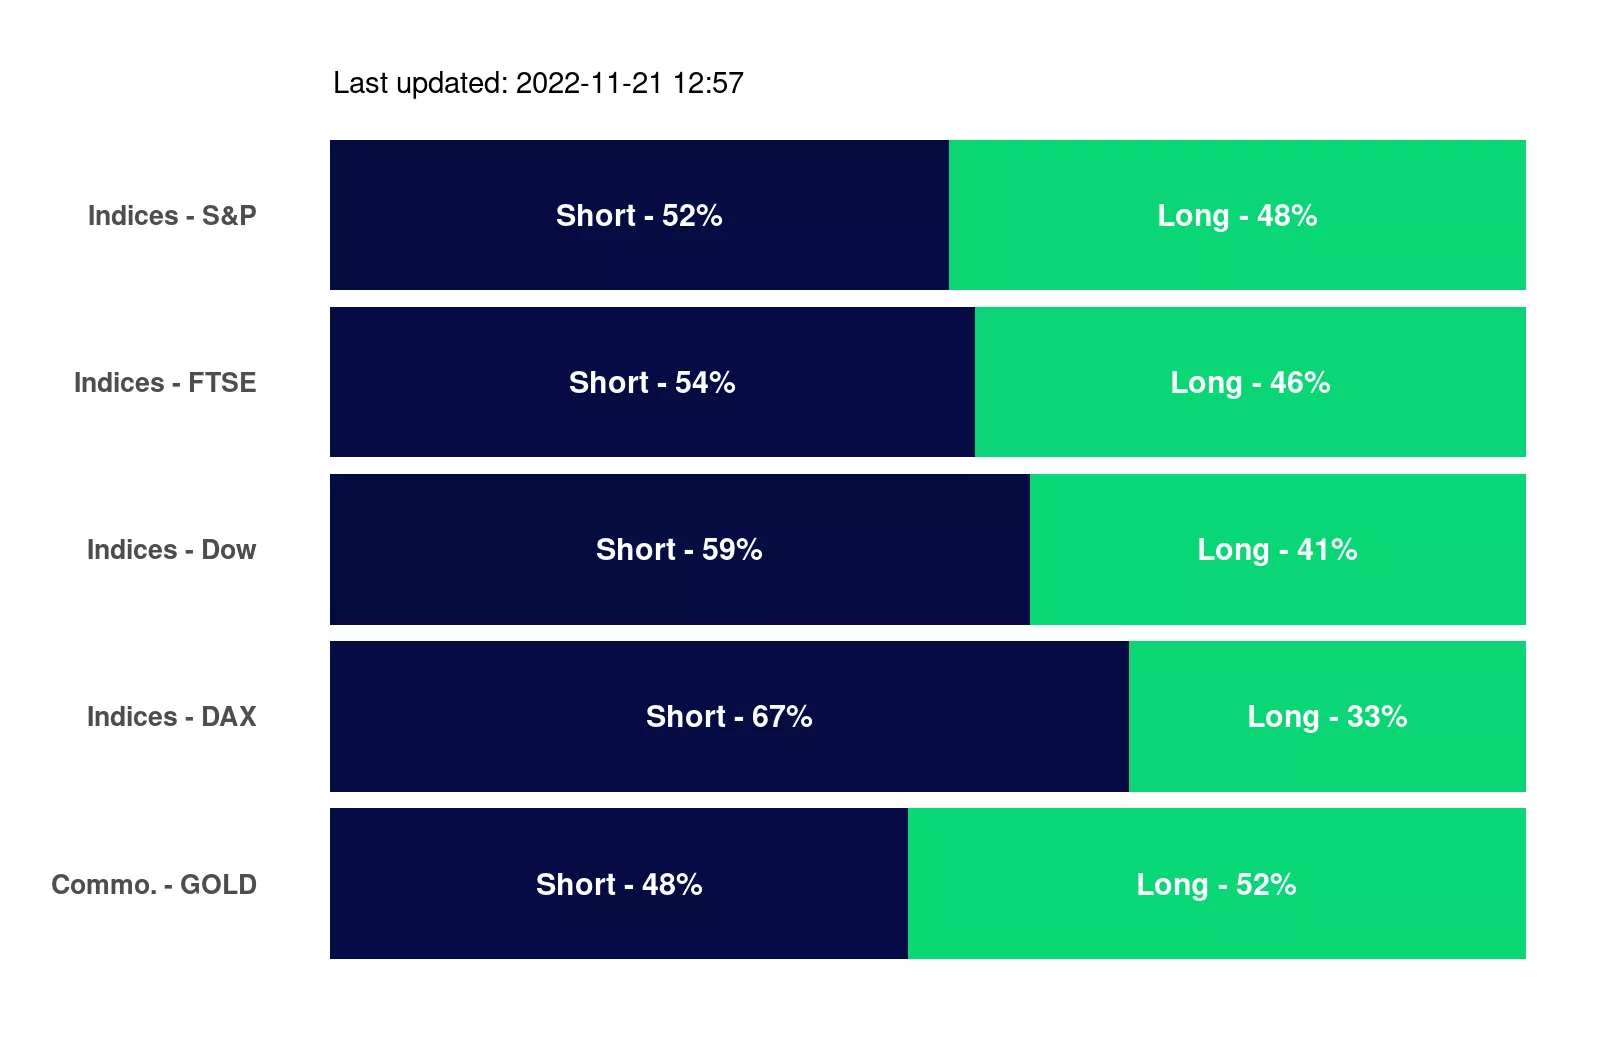 Last updated: 2022-11-21 12:57
Indices - S&P Short - 52% Long - 48%
Indices - FTSE Short - 54% Long - 46%
Indices - Dow Short - 59% Long - 41%
Indices - DAX Short - 67% Long - 33%
Commo. - GOLD Short - 48% Long - 52%